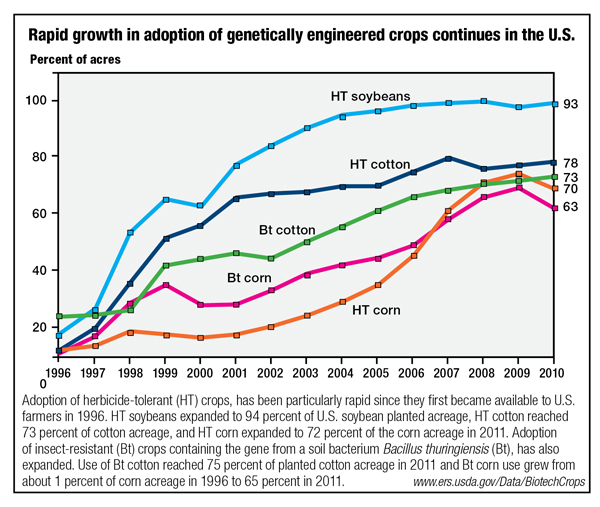 Rapid growth in adoption of genetically engineered crops continues in the U.S.
Percent of acres
100
HT soybeans
93
80
HT cotton
78
73
70
63
60
Bt cotton
40
Bt corn
HT corn
20
1996 1997 1998 1999 2000 2001 2002 2003 2004 2005 2006 2007 2008 2009 2010
0
Adoption of herbicide-tolerant (HT) crops, has been particularly rapid since they first became available to U.S.
farmers in 1996. HT soybeans expanded to 94 percent of U.S. soybean planted acreage, HT cotton reached
73 percent of cotton acreage, and HT corn expanded to 72 percent of the corn acreage in 2011. Adoption
of insect-resistant (Bt) crops containing the gene from a soil bacterium Bacillus thuringiensis (Bt), has also
expanded. Use of Bt cotton reached 75 percent of planted cotton acreage in 2011 and Bt corn use grew from
about 1 percent of corn acreage in 1996 to 65 percent in 2011. www.ers.usda.gov/Data/BiotechCrops